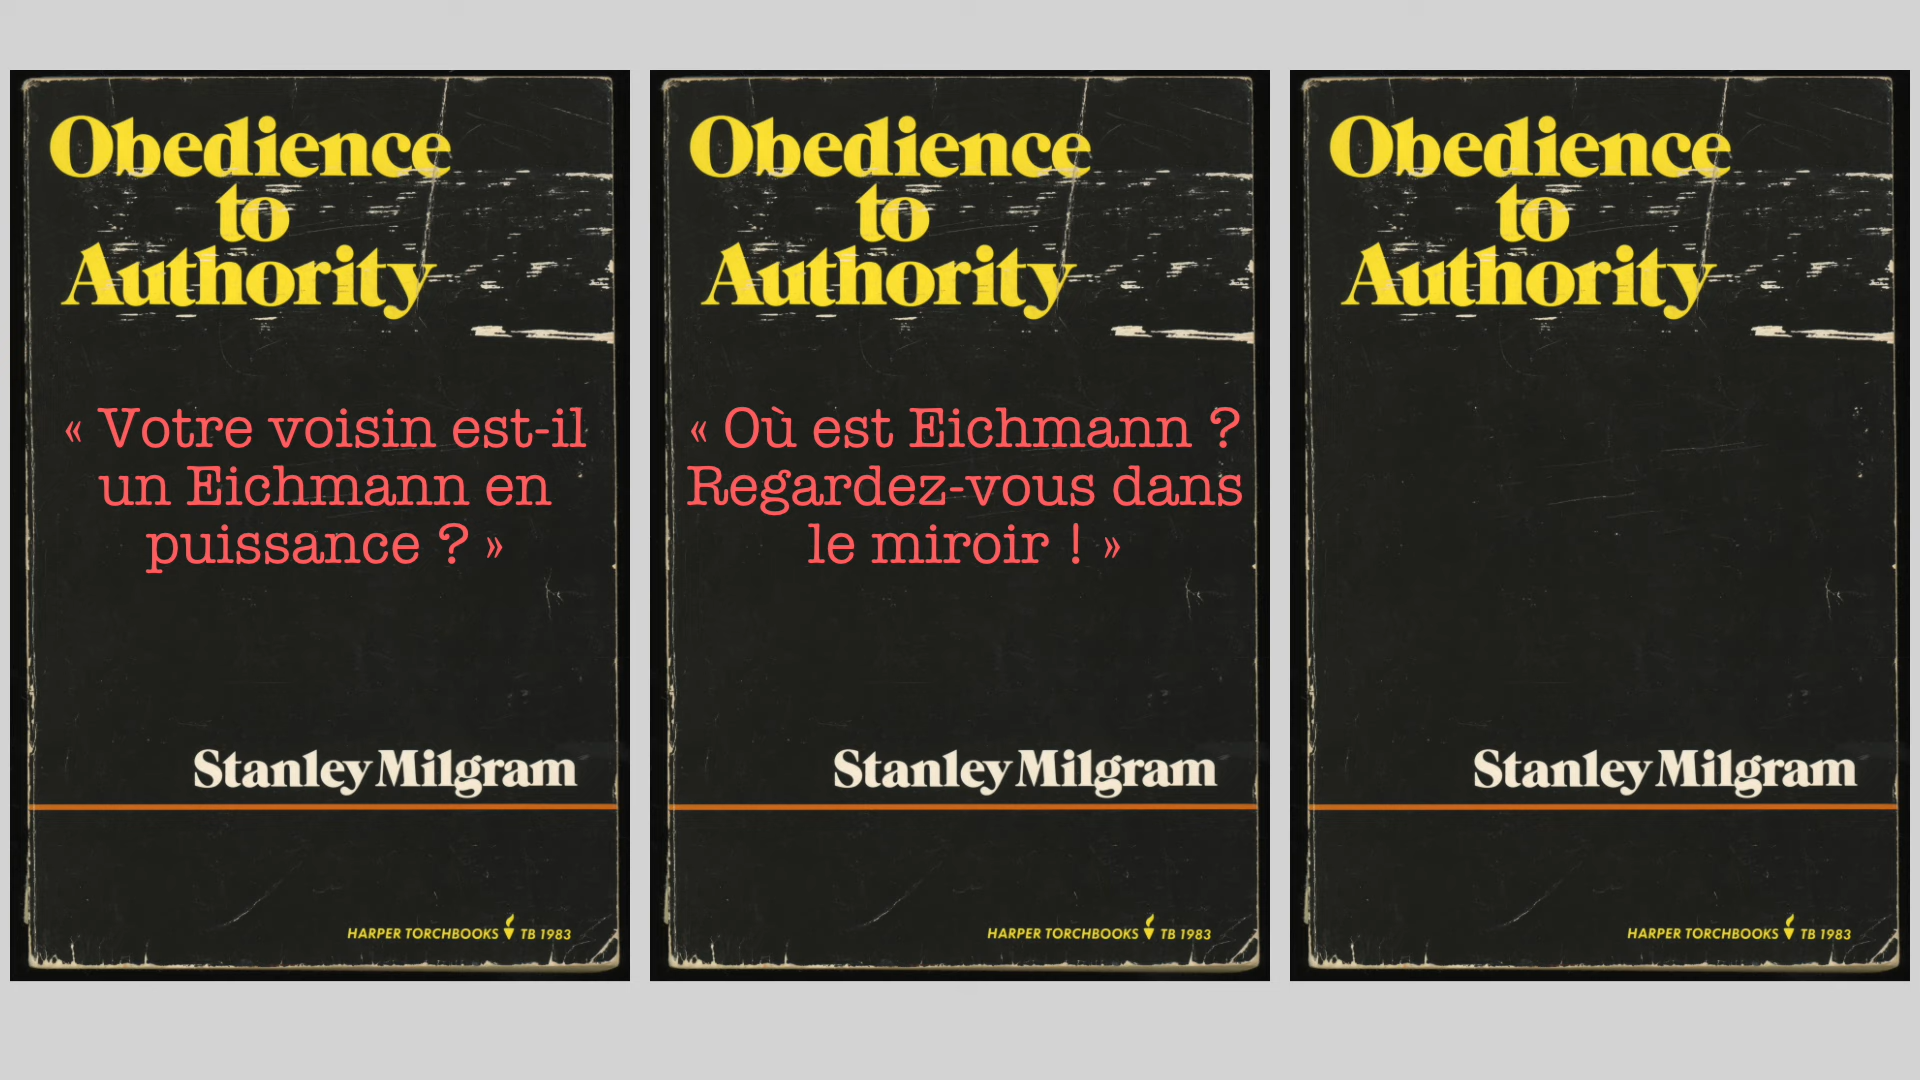 Obedience
to
Authority
« Votre voisin est-il
un Eichmann en
puissance ? »
Stanley Milgram
HARPER TORCHBOOKS TB 1983
Obedience
to
Authority
« Où est Eichmann ?
Regardez-vous dans
le miroir ! »
Stanley Milgram
HARPER TORCHBOOKS TB 1983
Obedience
to
Authority
Stanley Milgram
HARPER TORCHBOOKS TB 1983